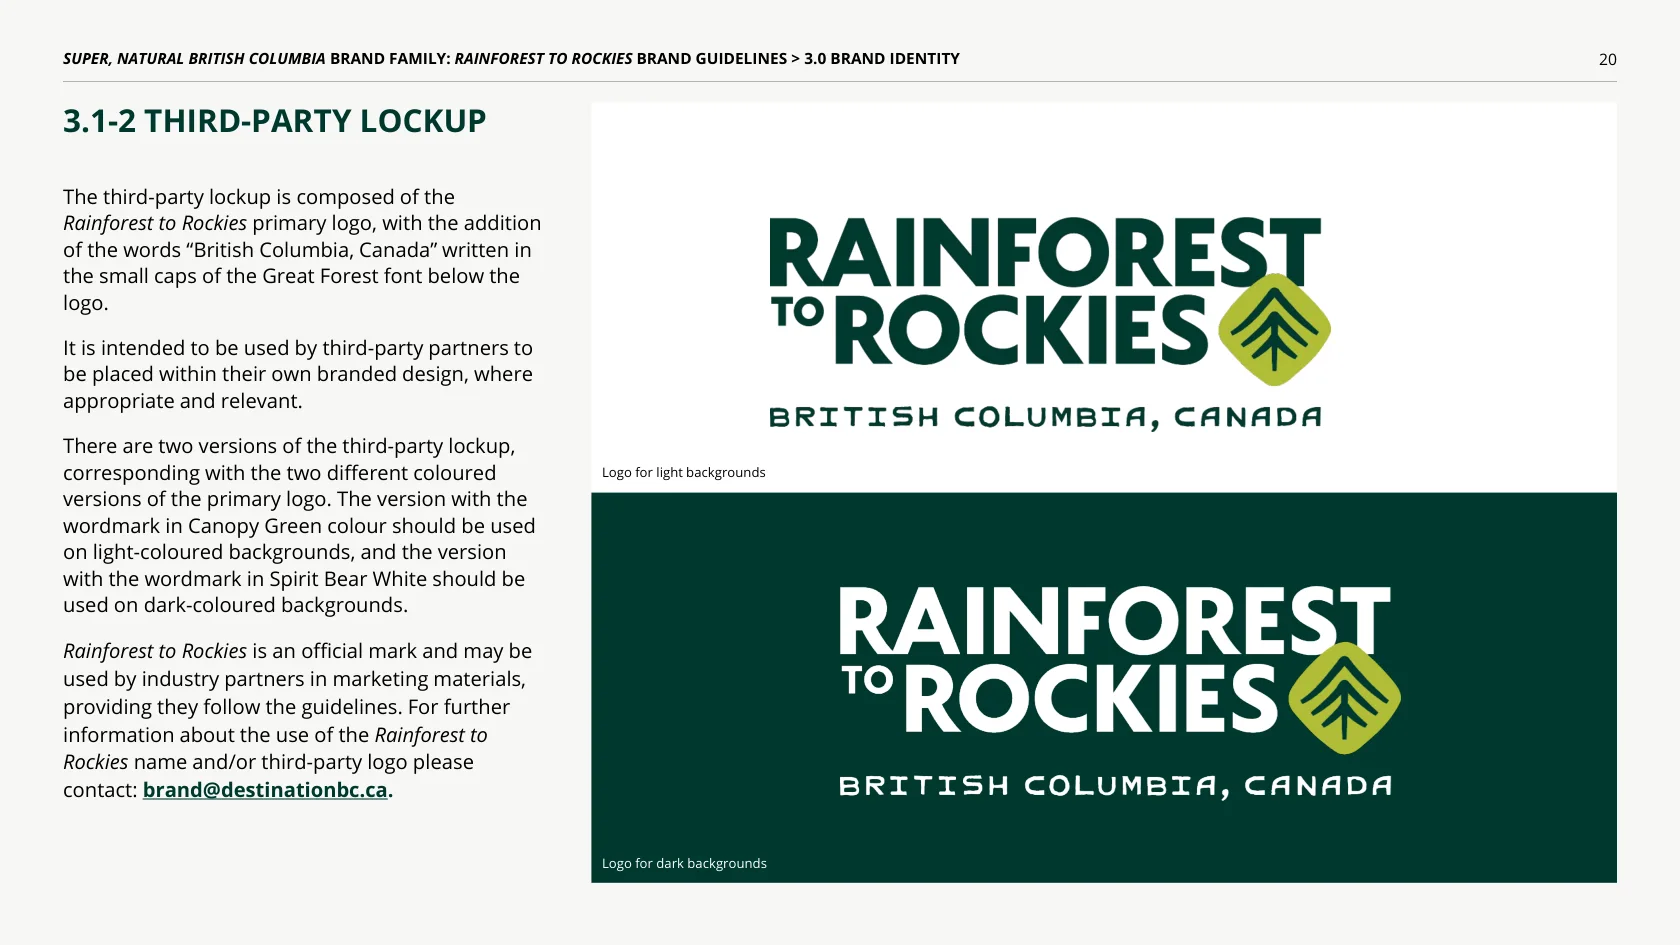 SUPER, NATURAL BRITISH COLUMBIA BRAND FAMILY: RAINFOREST TO ROCKIES BRAND GUIDELINES > 3.0 BRAND IDENTITY
20
3.1-2 THIRD-PARTY LOCKUP
The third-party lockup is composed of the
Rainforest to Rockies primary logo, with the addition
of the words “British Columbia, Canada” written in
the small caps of the Great Forest font below the
logo.
It is intended to be used by third-party partners to
be placed within their own branded design, where
appropriate and relevant.
There are two versions of the third-party lockup,
corresponding with the two different coloured
versions of the primary logo. The version with the
wordmark in Canopy Green colour should be used
on light-coloured backgrounds, and the version
with the wordmark in Spirit Bear White should be
used on dark-coloured backgrounds.
Rainforest to Rockies is an official mark and may be
used by industry partners in marketing materials,
providing they follow the guidelines. For further
information about the use of the Rainforest to
Rockies name and/or third-party logo please
contact: brand@destinationbc.ca.
RAINFOREST
TO ROCKIES
BRITISH COLUMBIA, CANADA
Logo for light backgrounds
RAINFOREST
TO ROCKIES
BRITISH COLUMBIA, CANADA
Logo for dark backgrounds